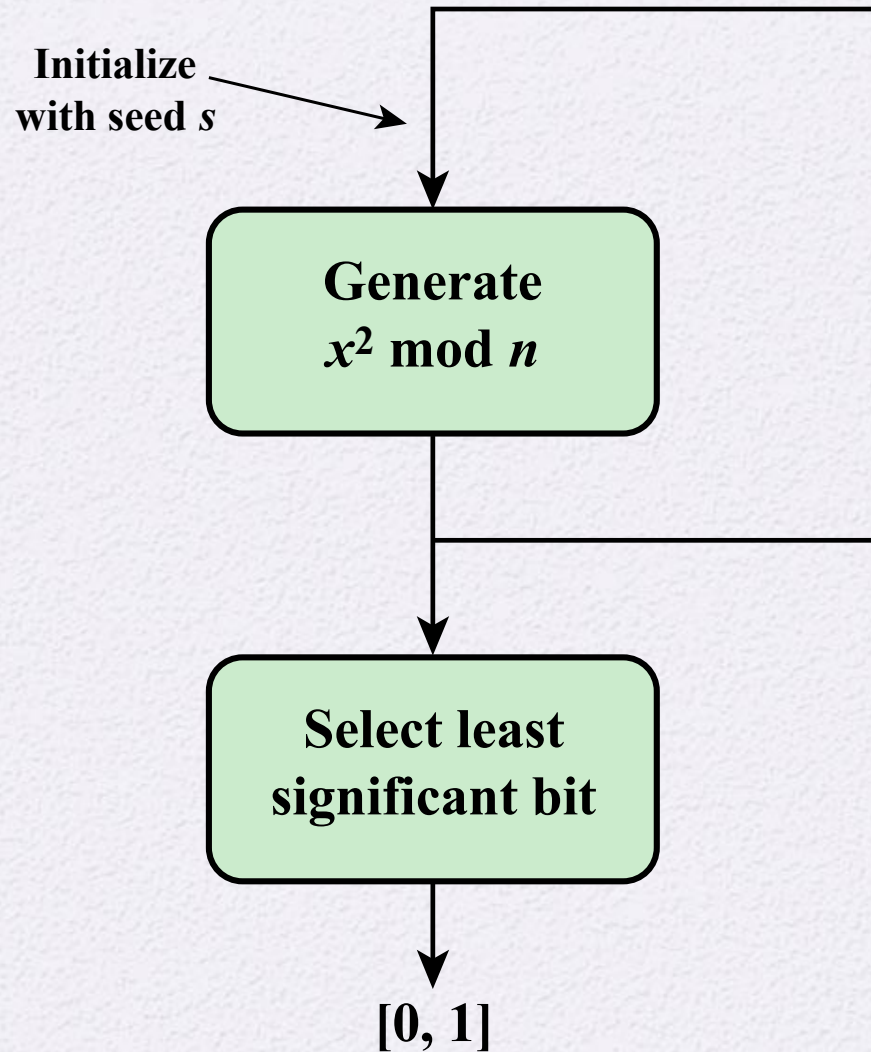 Initialize
with seed s
Generate
x² mod n
Select least
significant bit
[0, 1]